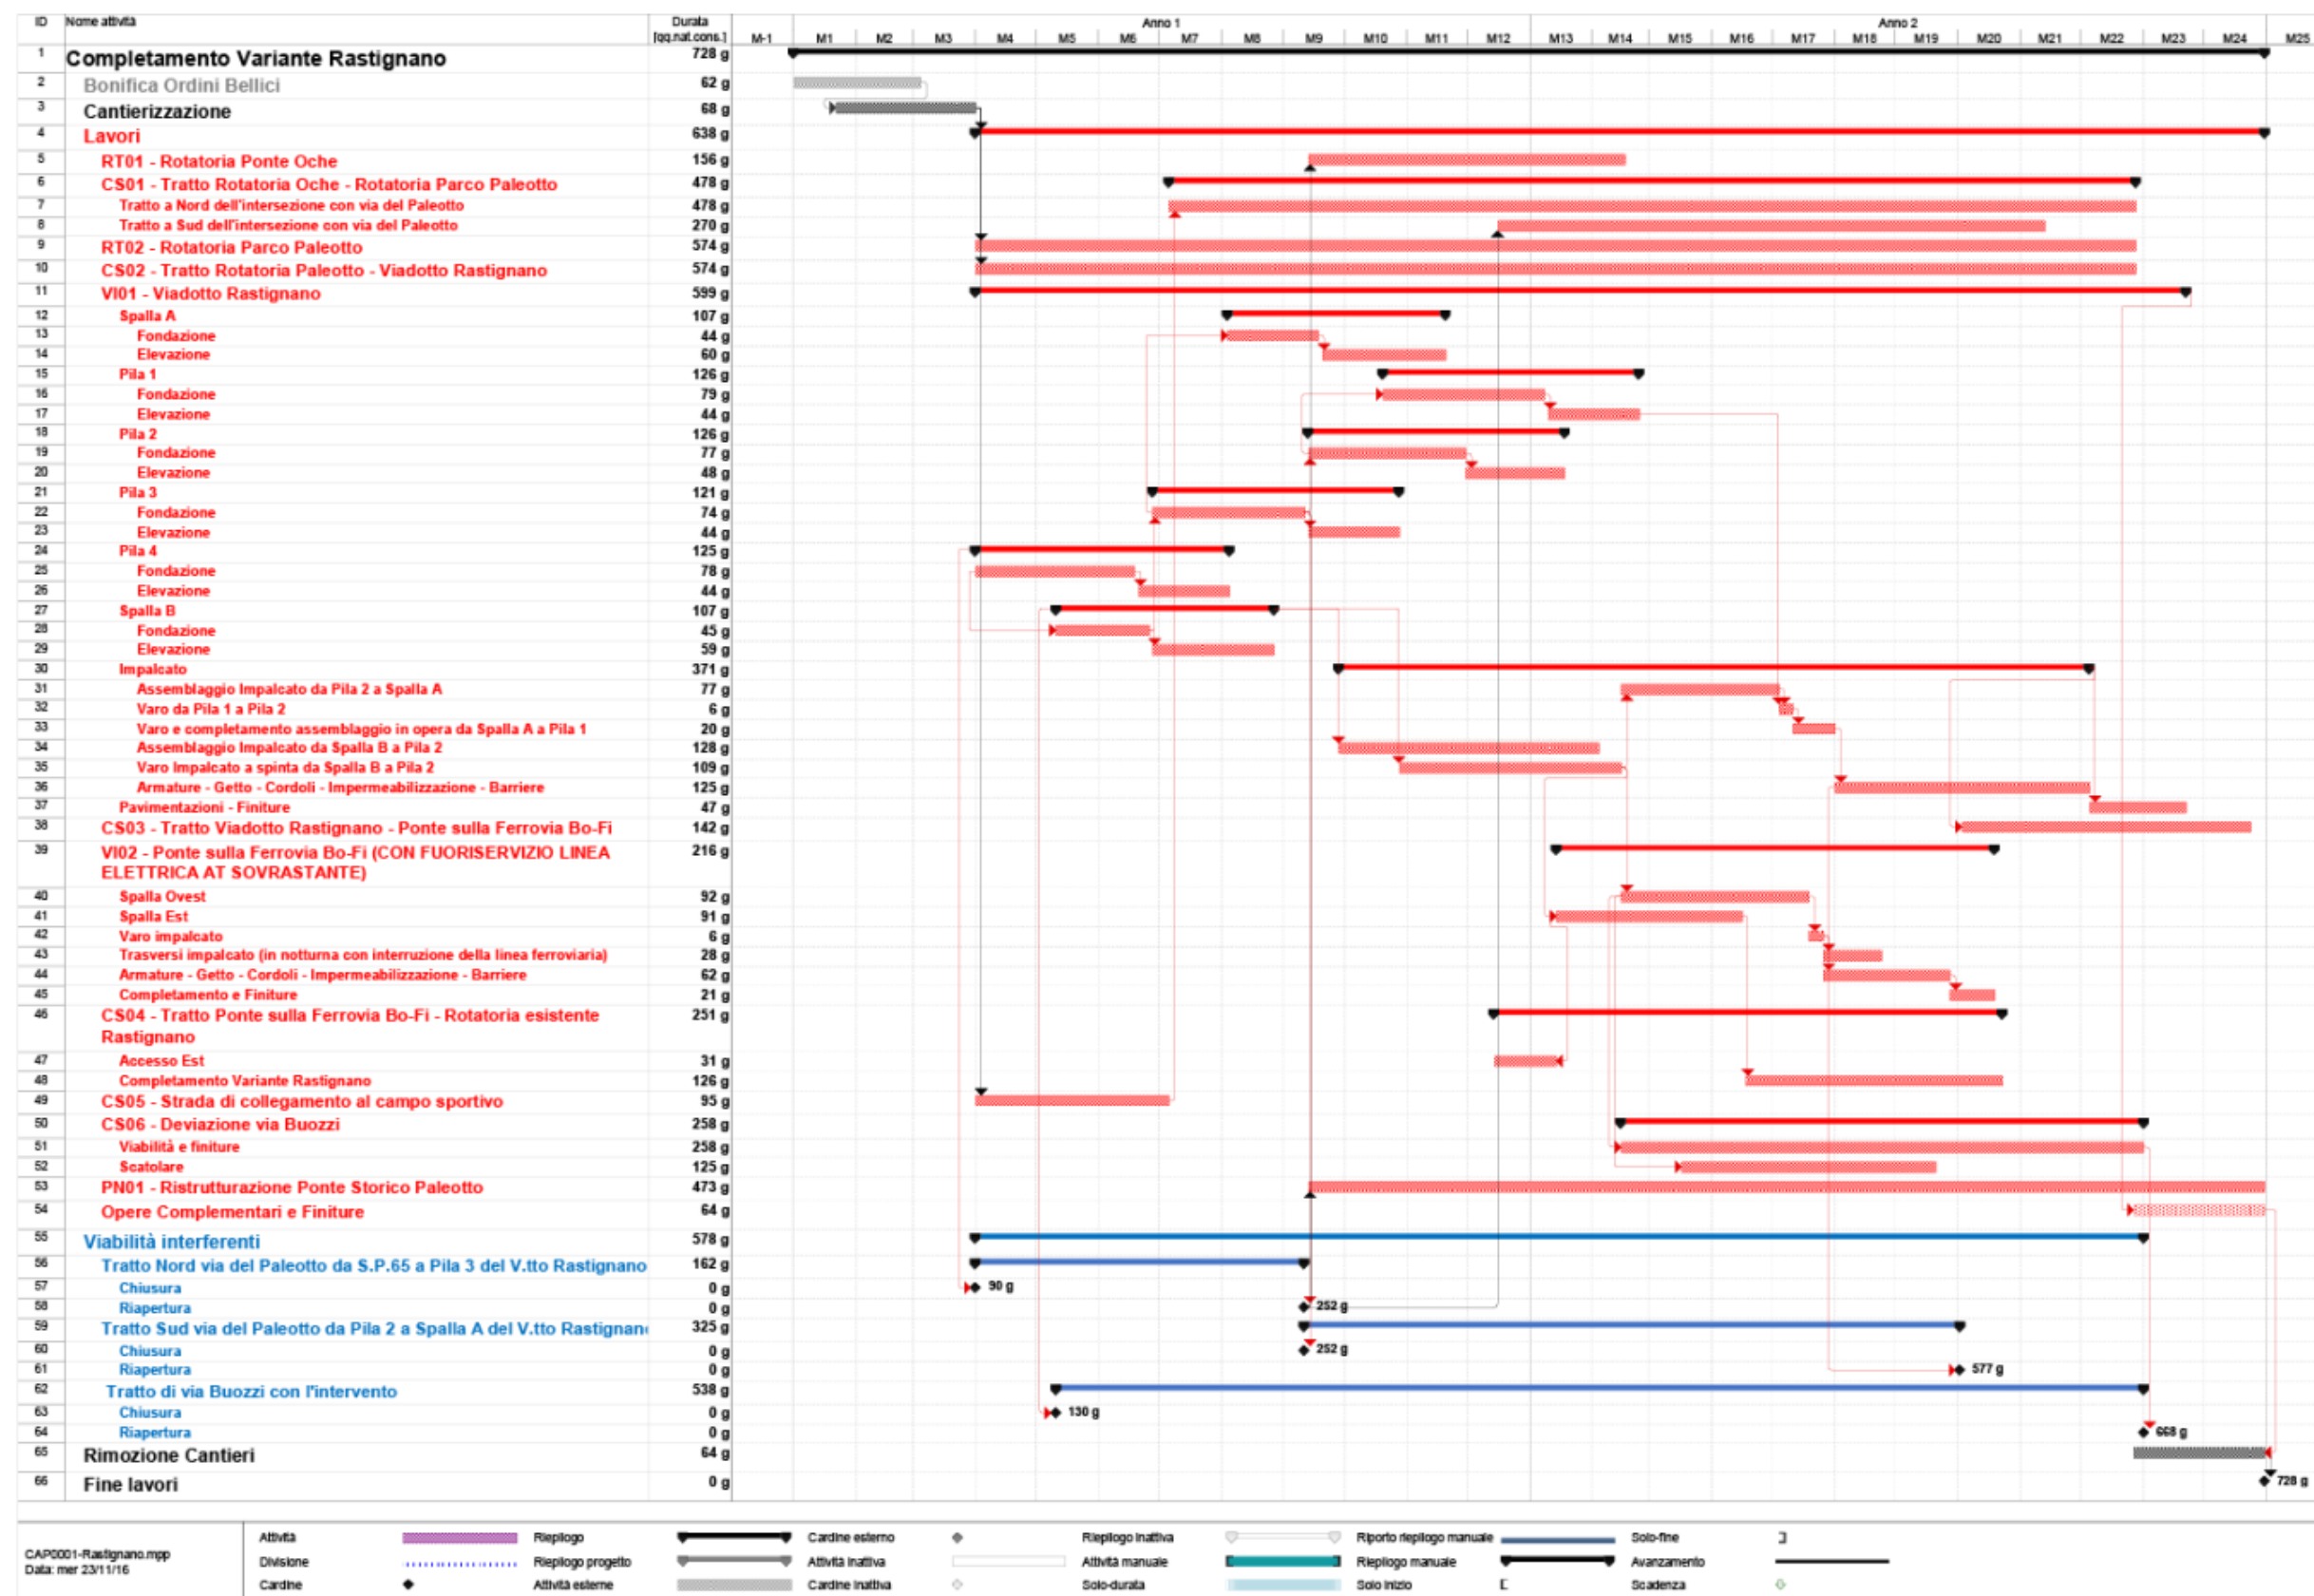 ID Nome attività Durata Anno 1 Anno 2
[gg.nat.cons.] M-1 M1 M2 M3 M4 M5 M6 M7 M8 M9 M10 M11 M12 M13 M14 M15 M16 M17 M18 M19 M20 M21 M22 M23 M24 M25
1 Completamento Variante Rastignano 728 g
2 Bonifica Ordini Bellici 62 g
3 Cantierizzazione 68 g
4 Lavori 638 g
5 RT01 - Rotatoria Ponte Oche 156 g
6 CS01 - Tratto Rotatoria Oche - Rotatoria Parco Paleotto 478 g
7 Tratto a Nord dell'intersezione con via del Paleotto 478 g
8 Tratto a Sud dell'intersezione con via del Paleotto 270 g
9 RT02 - Rotatoria Parco Paleotto 574 g
10 CS02 - Tratto Rotatoria Paleotto - Viadotto Rastignano 574 g
11 VI01 - Viadotto Rastignano 599 g
12 Spalla A 107 g
13 Fondazione 44 g
14 Elevazione 60 g
15 Pila 1 126 g
16 Fondazione 79 g
17 Elevazione 44 g
18 Pila 2 126 g
19 Fondazione 77 g
20 Elevazione 48 g
21 Pila 3 121 g
22 Fondazione 74 g
23 Elevazione 44 g
24 Pila 4 125 g
25 Fondazione 78 g
26 Elevazione 44 g
27 Spalla B 107 g
28 Fondazione 45 g
29 Elevazione 59 g
30 Impalcato 371 g
31 Assemblaggio Impalcato da Pila 2 a Spalla A 77 g
32 Varo da Pila 1 a Pila 2 6 g
33 Varo e completamento assemblaggio in opera da Spalla A a Pila 1 20 g
34 Assemblaggio Impalcato da Spalla B a Pila 2 128 g
35 Varo Impalcato a spinta da Spalla B a Pila 2 109 g
36 Armature - Getto - Cordoli - Impermeabilizzazione - Barriere 125 g
37 Pavimentazioni - Finiture 47 g
38 CS03 - Tratto Viadotto Rastignano - Ponte sulla Ferrovia Bo-Fi 142 g
39 VI02 - Ponte sulla Ferrovia Bo-Fi (CON FUORISERVIZIO LINEA 216 g
ELETTRICA AT SOVRASTANTE)
40 Spalla Ovest 92 g
41 Spalla Est 91 g
42 Varo impalcato 6 g
43 Trasversi impalcato (in notturna con interruzione della linea ferroviaria) 28 g
44 Armature - Getto - Cordoli - Impermeabilizzazione - Barriere 62 g
45 Completamento e Finiture 21 g
46 CS04 - Tratto Ponte sulla Ferrovia Bo-Fi - Rotatoria esistente 251 g
Rastignano
47 Accesso Est 31 g
48 Completamento Variante Rastignano 126 g
49 CS05 - Strada di collegamento al campo sportivo 95 g
50 CS06 - Deviazione via Buozzi 258 g
51 Viabilità e finiture 258 g
52 Scatolare 125 g
53 PN01 - Ristrutturazione Ponte Storico Paleotto 473 g
54 Opere Complementari e Finiture 64 g
55 Viabilità interferenti 578 g
56 Tratto Nord via del Paleotto da S.P.65 a Pila 3 del V.tto Rastignano 162 g
57 Chiusura 0 g 90 g
58 Riapertura 0 g 252 g
59 Tratto Sud via del Paleotto da Pila 2 a Spalla A del V.tto Rastignan 325 g
60 Chiusura 0 g 252 g
61 Riapertura 0 g 577 g
62 Tratto di via Buozzi con l'intervento 538 g
63 Chiusura 0 g 130 g
64 Riapertura 0 g 668 g
65 Rimozione Cantieri 64 g
66 Fine lavori 0 g 728 g
Attività Riepilogo Cardine esterno Riepilogo inattiva Riporto riepilogo manuale Solo-fine
CAP0001-Rastignano.mpp
Data: mer 23/11/16
Divisione Riepilogo progetto Attività inattiva Attività manuale Riepilogo manuale Avanzamento
Cardine Attività esterne Cardine inattiva Solo-durata Solo inizio Scadenza